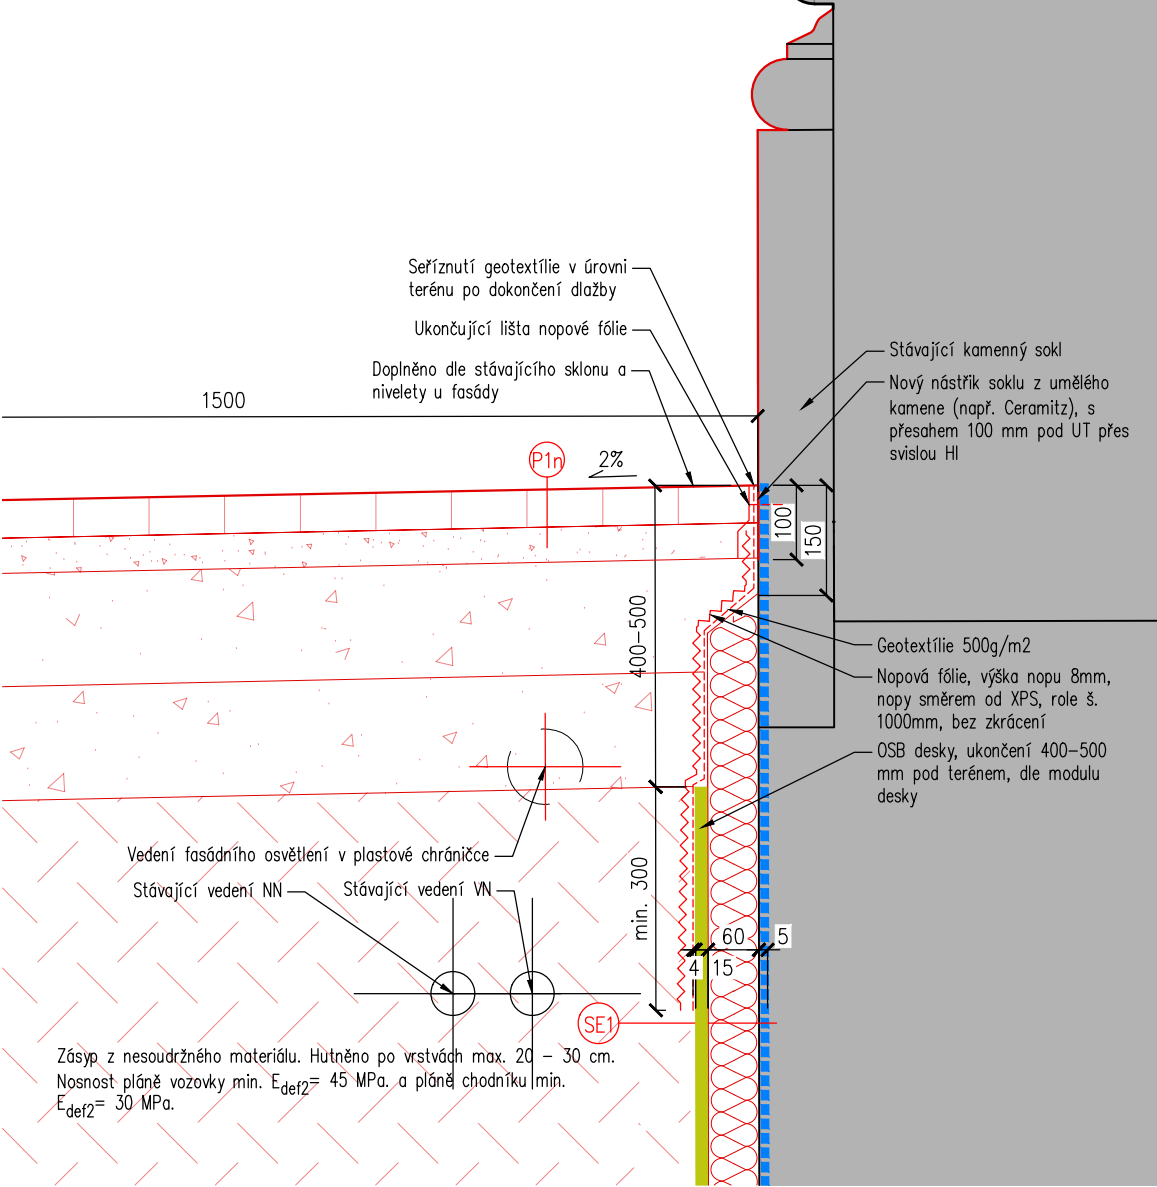 Seříznutí geotextílie v úrovni
terénu po dokončení dlažby
Ukončující lišta nopové fólie
Doplněno dle stávajícího sklonu a
nivelety u fasády
Stávající kamenný sokl
Nový nástřik soklu z umělého
kamene (např. Ceramitz), s
přesahem 100 mm pod UT přes
svislou HI
1500
P1n
2%
100
150
400-500
Geotextílie 500g/m2
Nopová fólie, výška nopu 8mm,
nopy směrem od XPS, role š.
1000mm, bez zkrácení
OSB desky, ukončení 400-500
mm pod terénem, dle modulu
desky
Vedení fasádního osvětlení v plastové chráničce
Stávající vedení NN
Stávající vedení VN
min. 300
60
5
4
15
SE1
Zásyp z nesoudržného materiálu. Hutněno po vrstvách max. 20 - 30 cm.
Nosnost pláně vozovky min. Edef2= 45 MPa. a pláně chodníku min.
Edef2= 30 MPa.